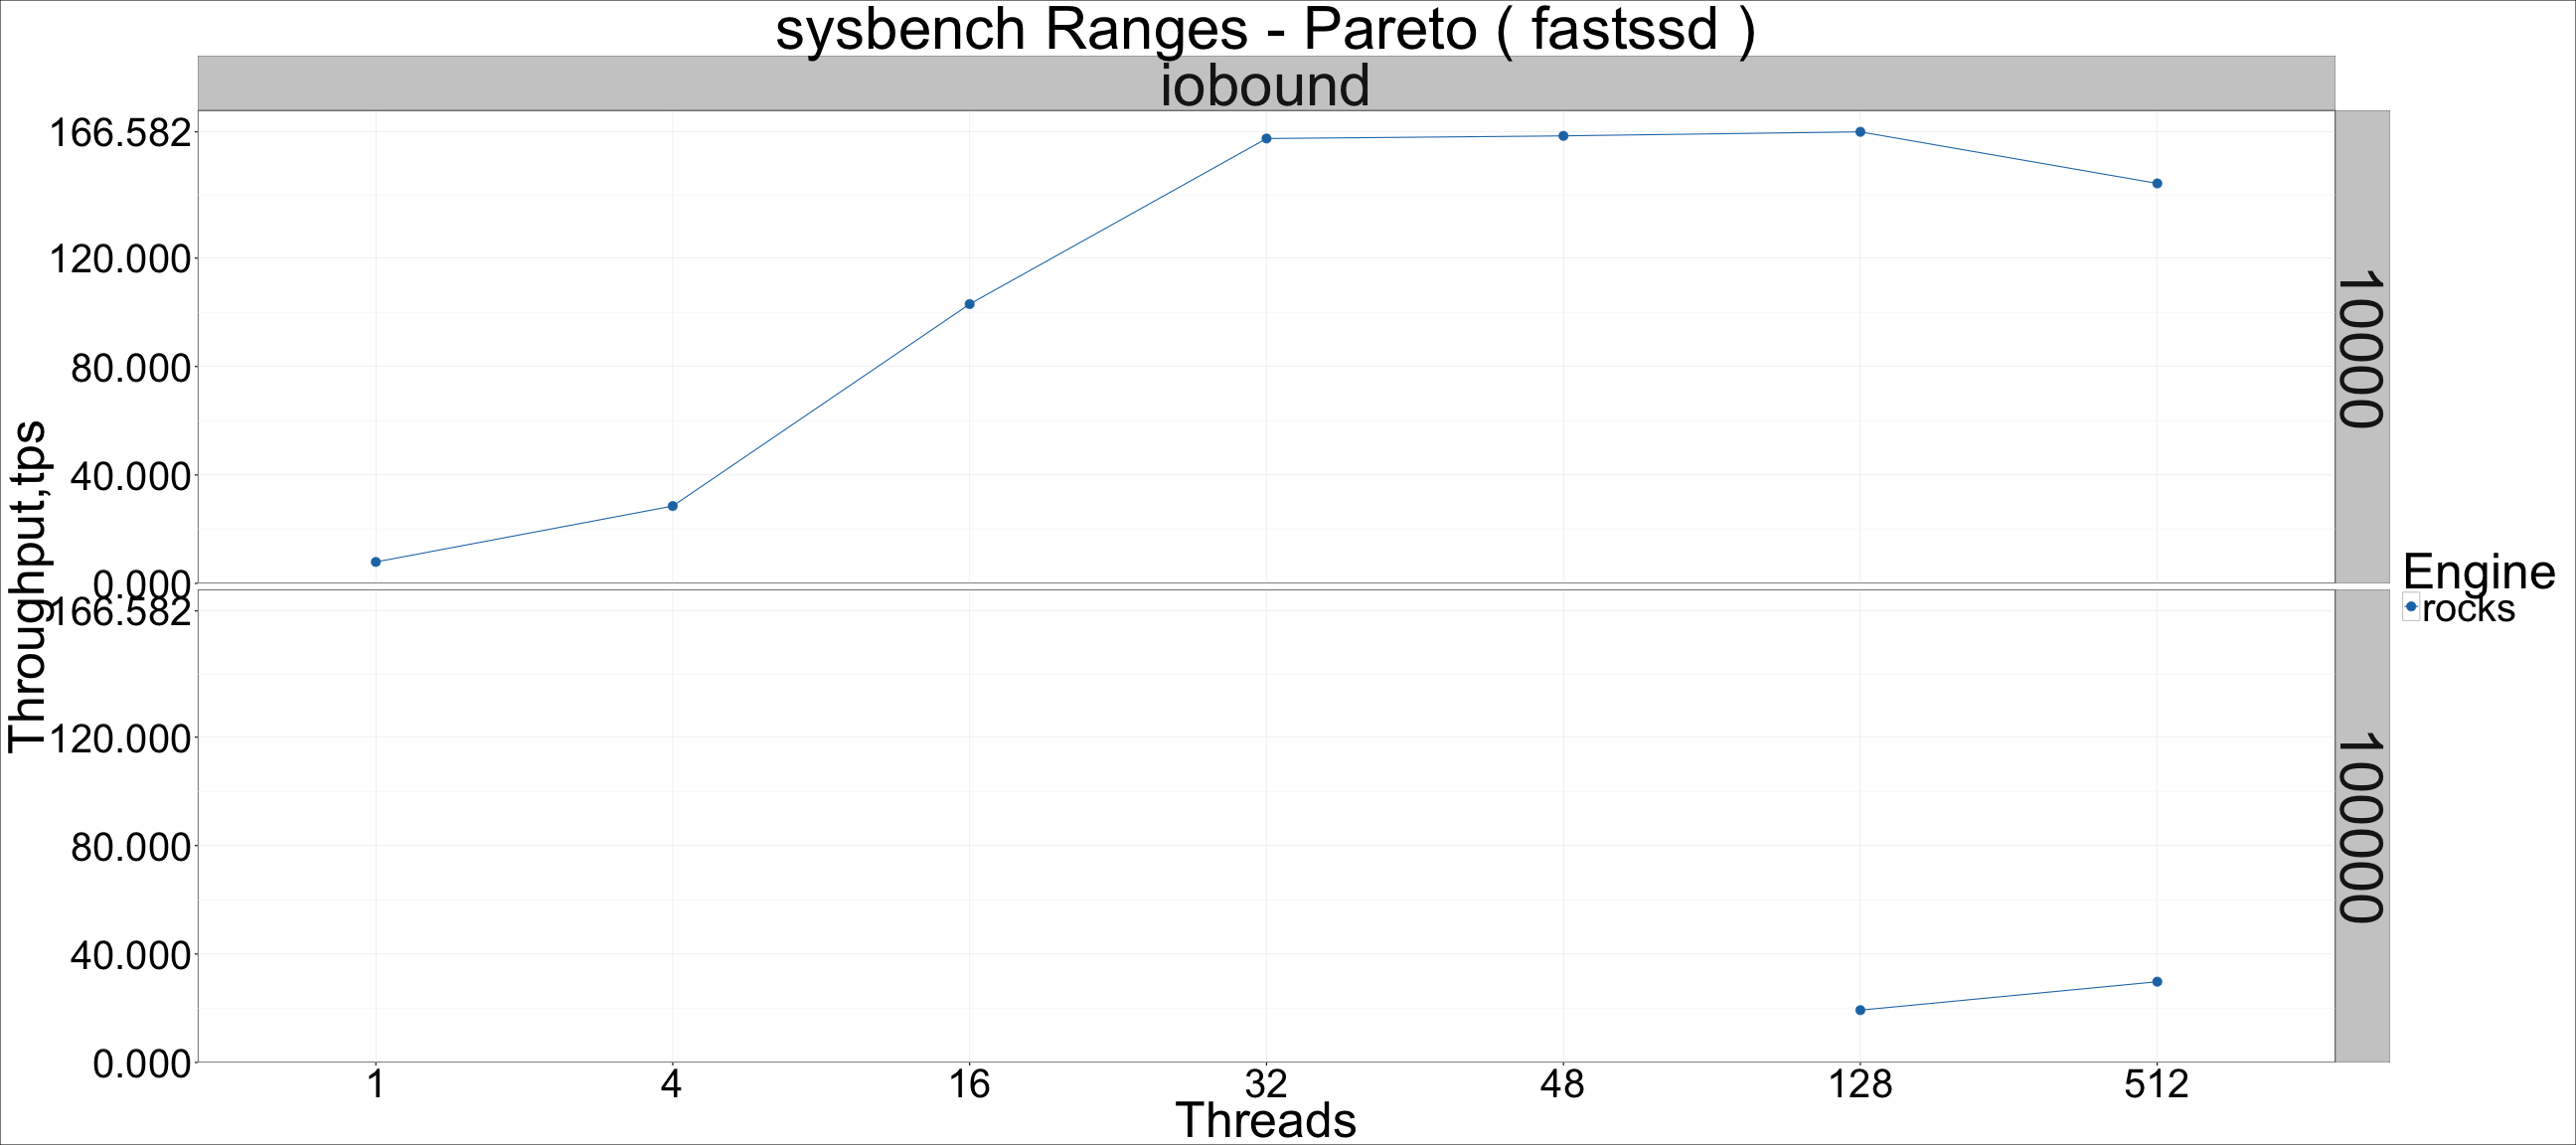 sysbench Ranges - Pareto ( fastssd )
iobound
166.582
120.000
80.000
40.000
0.000
10000
166.582
120.000
80.000
40.000
0.000
100000
Throughput,tps
1 4 16 32 48 128 512
Threads
Engine
rocks